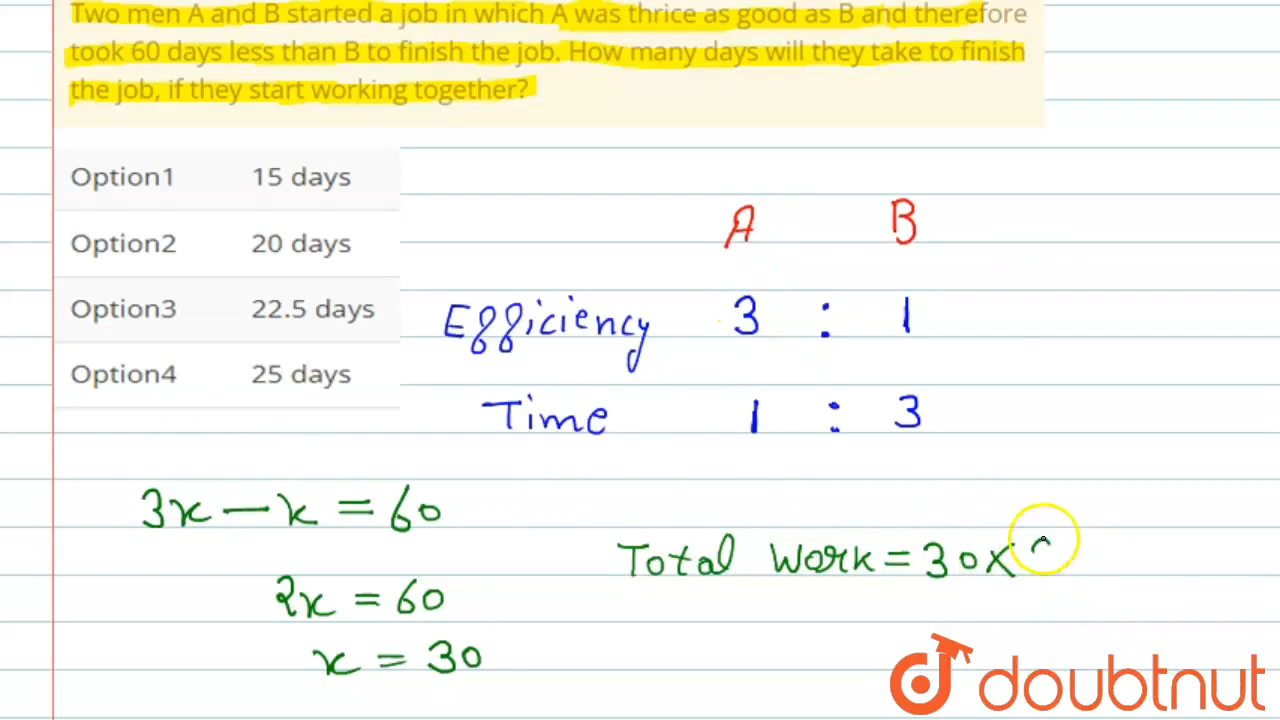 Two men A and B started a job in which A was thrice as good as B and therefore
took 60 days less than B to finish the job. How many days will they take to finish
the job, if they start working together?
Option1 15 days
Option2 20 days
Option3 22.5 days
Option4 25 days
A B
Efficiency 3 : 1
Time 1 : 3
3x - x = 60
2x = 60
x = 30
Total Work = 30 ×
doubtnut